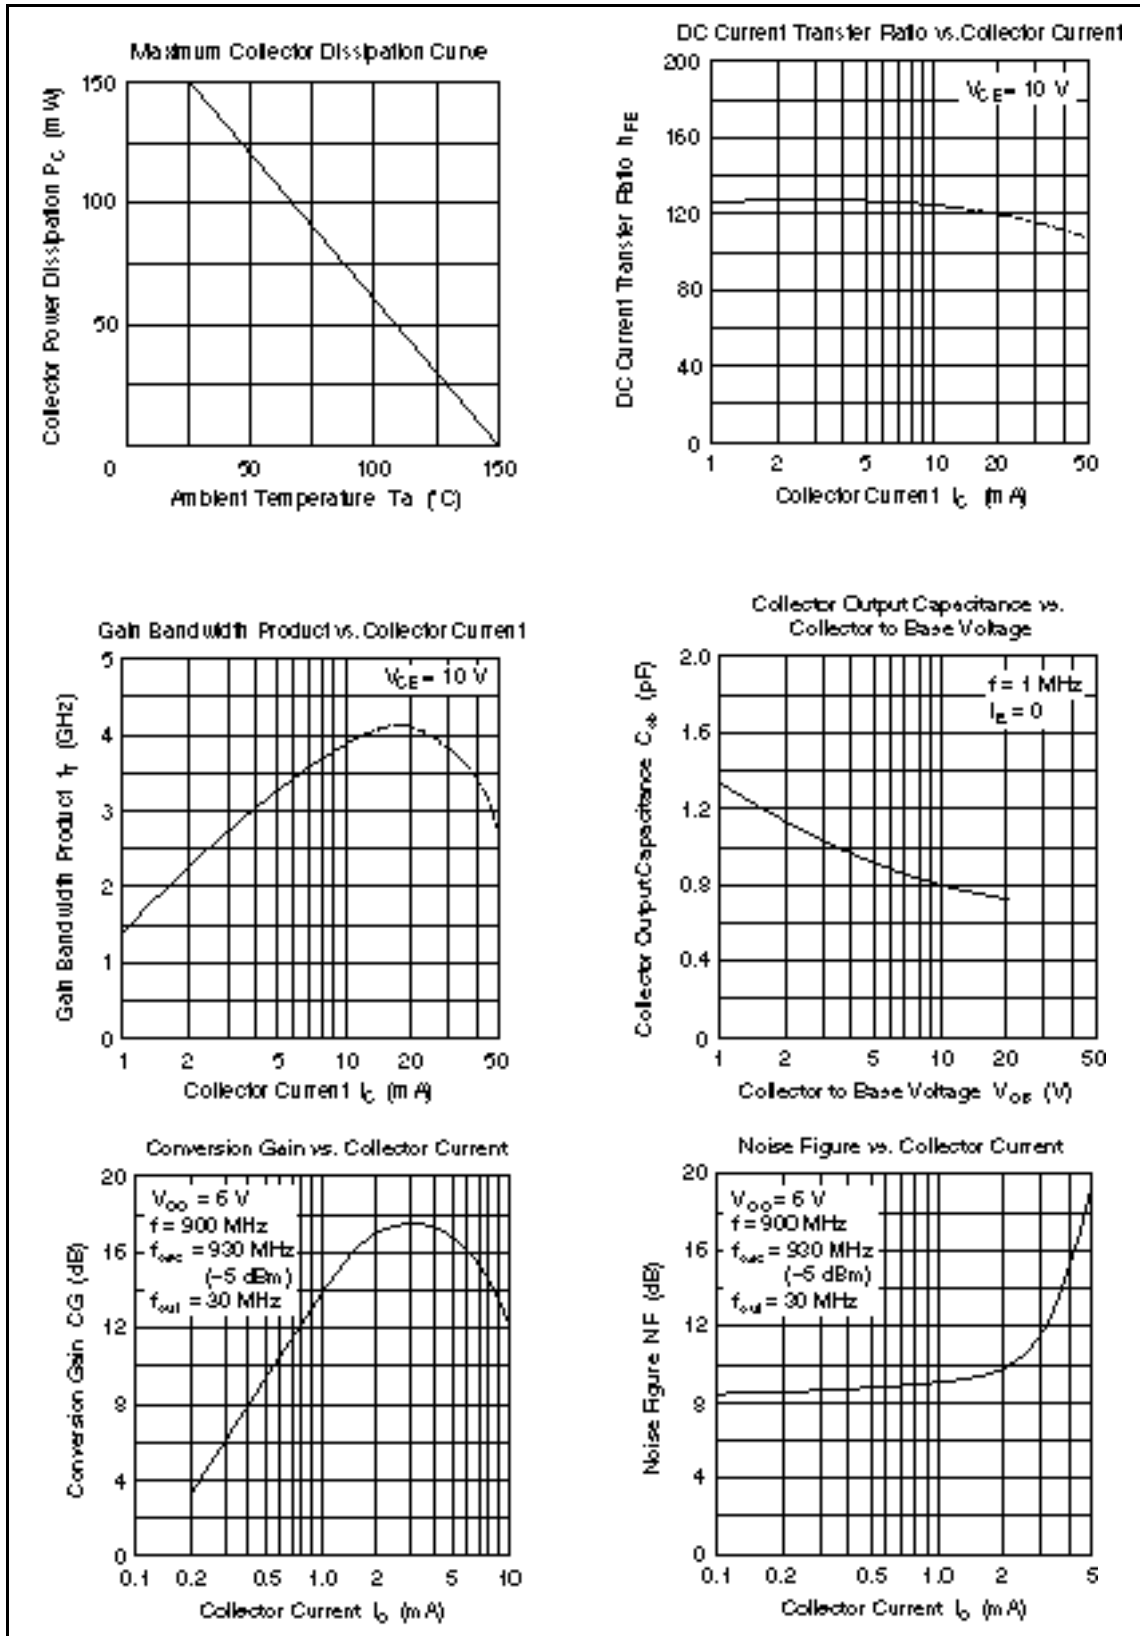 Maximum Collector Dissipation Curve
Collector Power Dissipation PC (mW)
150
100
50
0 50 100 150
Ambient Temperature Ta (°C)
DC Current Transfer Ratio vs. Collector Current
DC Current Transfer Ratio hFE
200
160
120
80
40
0
VCE = 10 V
1 2 5 10 20 50
Collector Current IC (mA)
Gain Bandwidth Product vs. Collector Current
Gain Bandwidth Product fT (GHz)
5
4
3
2
1
0
VCE = 10 V
1 2 5 10 20 50
Collector Current IC (mA)
Collector Output Capacitance vs.
Collector to Base Voltage
Collector Output Capacitance Cob (pF)
2.0
1.6
1.2
0.8
0.4
0
f = 1 MHz
IE = 0
1 2 5 10 20 50
Collector to Base Voltage VCB (V)
Conversion Gain vs. Collector Current
Conversion Gain CG (dB)
20
16
12
8
4
0
VCC = 6 V
f = 900 MHz
fosc = 930 MHz
(–5 dBm)
fout = 30 MHz
0.1 0.2 0.5 1.0 2 5 10
Collector Current IC (mA)
Noise Figure vs. Collector Current
Noise Figure NF (dB)
20
16
12
8
4
0
VCC = 6 V
f = 900 MHz
fosc = 930 MHz
(–5 dBm)
fout = 30 MHz
0.1 0.2 0.5 1.0 2 5
Collector Current IC (mA)